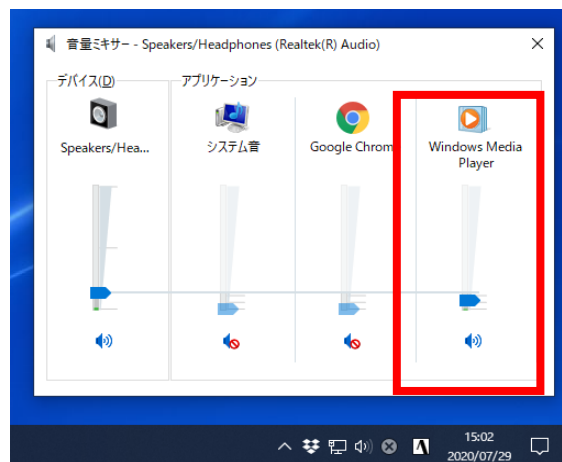 音量ミキサー - Speakers/Headphones (Realtek(R) Audio)
デバイス(D)
アプリケーション
Speakers/Hea...
システム音
Google Chrom
Windows Media
Player
15:02
2020/07/29